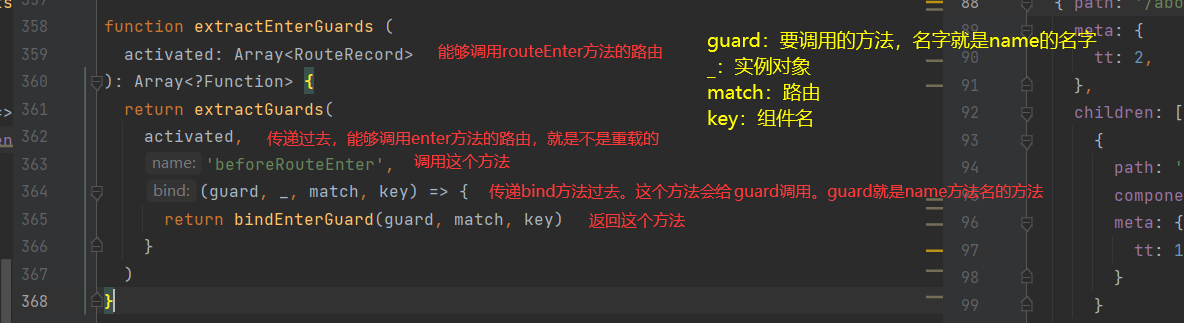 358 function extractEnterGuards (
359 activated: Array<RouteRecord> 能够调用routeEnter方法的路由
360 ): Array<?Function> {
361 return extractGuards(
362 activated, 传递过去，能够调用enter方法的路由，就是不是重载的
363 name: 'beforeRouteEnter', 调用这个方法
364 bind: (guard, _, match, key) => { 传递bind方法过去。这个方法会给guard调用。guard就是name方法名的方法
365 return bindEnterGuard(guard, match, key) 返回这个方法
366 }
367 )
368 }
guard：要调用的方法，名字就是name的名字
_：实例对象
match：路由
key：组件名
88 { path: '/abo
meta: {
90 tt: 2,
91 },
92 children: [
93 {
94 path: '
compone
96 meta: {
97 tt: 1
98 }
99 }